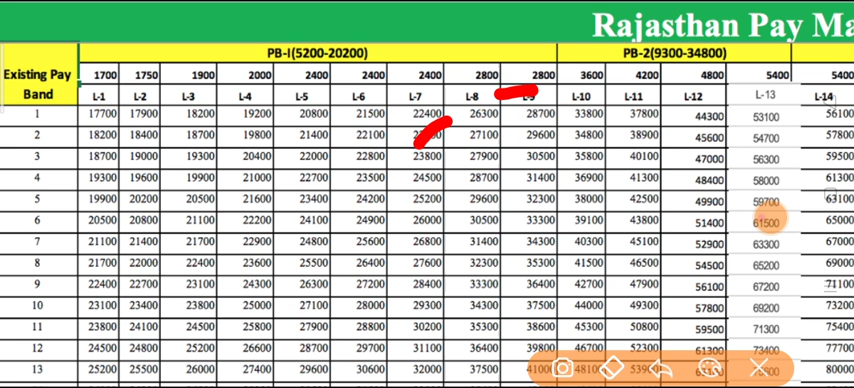 Rajasthan Pay Ma
PB-I(5200-20200) PB-2(9300-34800)
Existing Pay Band 1700 1750 1900 2000 2400 2400 2400 2800 2800 3600 4200 4800 5400 5400
L-1 L-2 L-3 L-4 L-5 L-6 L-7 L-8 L-9 L-10 L-11 L-12 L-13 L-14
1 17700 17900 18200 19200 20800 21500 22400 26300 28700 33800 37800 44300 53100 56100
2 18200 18400 18700 19800 21400 22100 27100 29600 34800 38900 45600 54700 57800
3 18700 19000 19300 20400 22000 22800 23800 27900 30500 35800 40100 47000 56300 59500
4 19300 19600 19900 21000 22700 23500 24500 28700 31400 36900 41300 48400 58000 61300
5 19900 20200 20500 21600 23400 24200 25200 29600 32300 38000 42500 49900 59700 63100
6 20500 20800 21100 22200 24100 24900 26000 30500 33300 39100 43800 51400 61500 65000
7 21100 21400 21700 22900 24800 25600 26800 31400 34300 40300 45100 52900 63300 67000
8 21700 22000 22400 23600 25500 26400 27600 32300 35300 41500 46500 54500 65200 69000
9 22400 22700 23100 24300 26300 27200 28400 33300 36400 42700 47900 56100 67200 71100
10 23100 23400 23800 25000 27100 28000 29300 34300 37500 44000 49300 57800 69200 73200
11 23800 24100 24500 25800 27900 28800 30200 35300 38600 45300 50800 59500 71300 75400
12 24500 24800 25200 26600 28700 29700 31100 36400 39800 46700 52300 61300 73400 77700
13 25200 25500 26000 27400 29600 30600 32000 37500 41000 80000